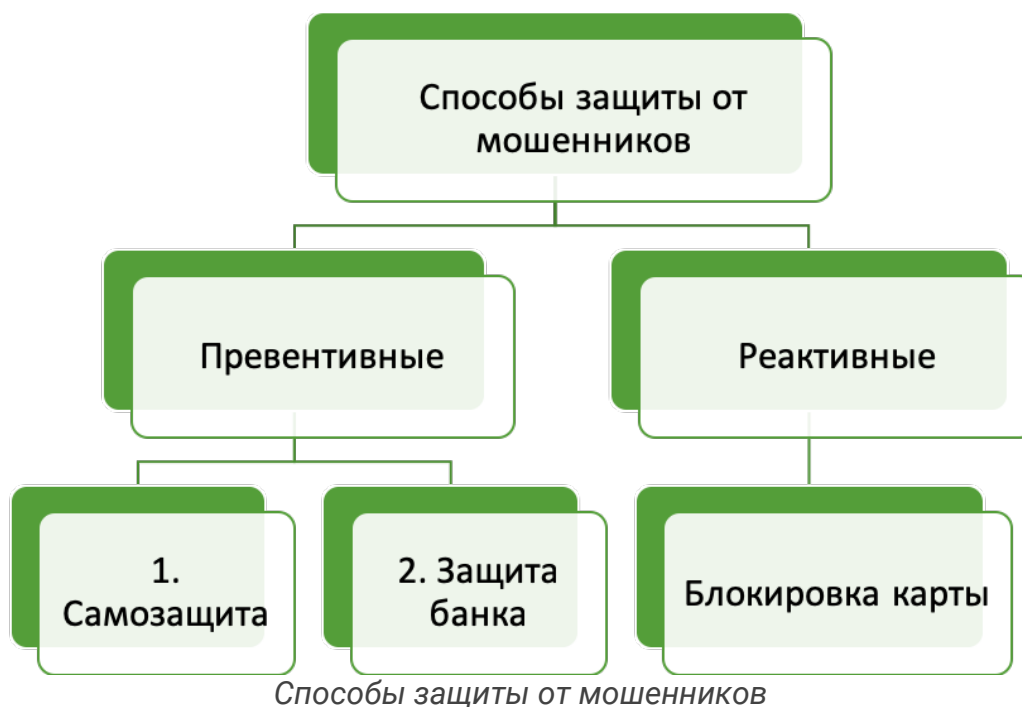 Способы защиты от
мошенников
Превентивные
Реактивные
1.
Самозащита
2. Защита
банка
Блокировка карты
Способы защиты от мошенников